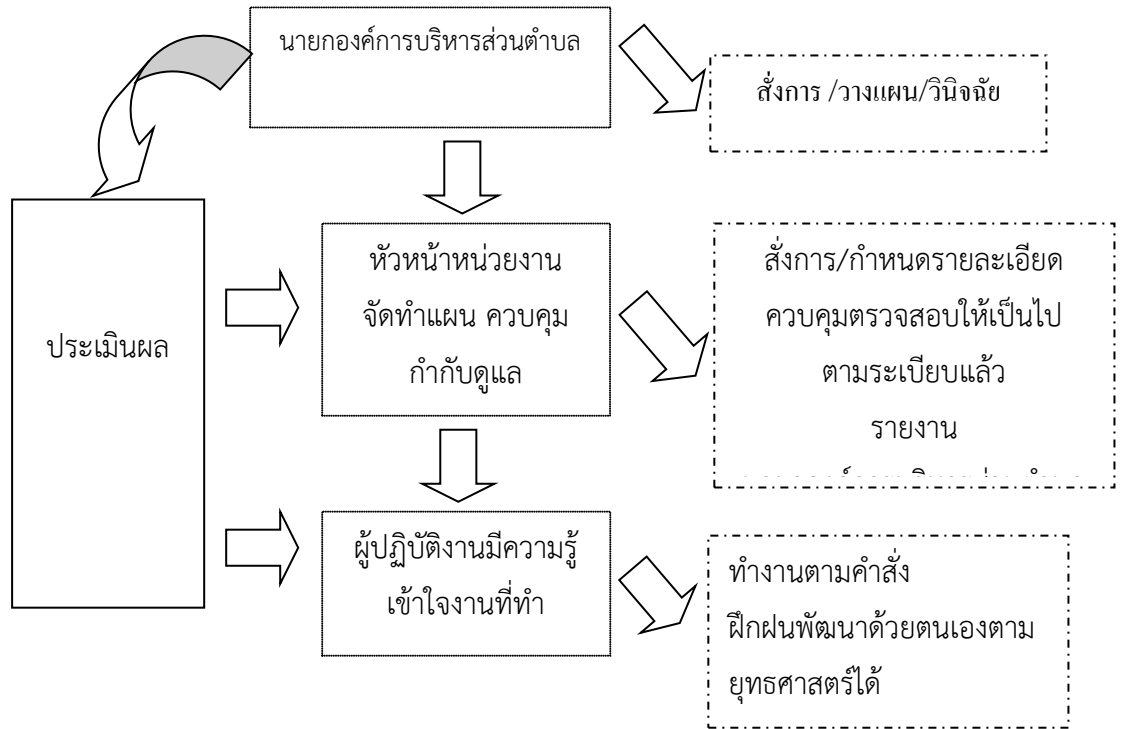 นายกองค์การบริหารส่วนตำบล
สั่งการ /วางแผน/วินิจฉัย
หัวหน้าหน่วยงาน
จัดทำแผน ควบคุม
กำกับดูแล
สั่งการ/กำหนดรายละเอียด
ควบคุมตรวจสอบให้เป็นไป
ตามระเบียบแล้ว
รายงาน
ประเมินผล
ผู้ปฏิบัติงานมีความรู้
เข้าใจงานที่ทำ
ทำงานตามคำสั่ง
ฝึกฝนพัฒนาด้วยตนเองตาม
ยุทธศาสตร์ได้